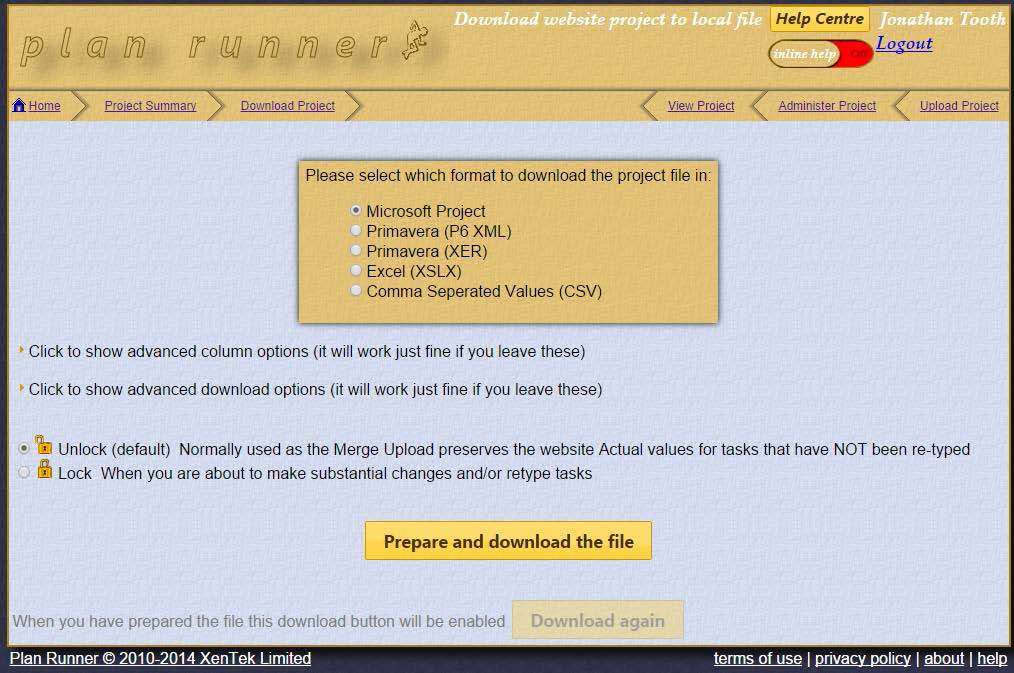 plan runner
Download website project to local file
Help Centre
Jonathan Tooth
inline help
Logout
Home
Project Summary
Download Project
View Project
Administer Project
Upload Project
Please select which format to download the project file in:
Microsoft Project
Primavera (P6 XML)
Primavera (XER)
Excel (XSLX)
Comma Seperated Values (CSV)
Click to show advanced column options (it will work just fine if you leave these)
Click to show advanced download options (it will work just fine if you leave these)
Unlock (default) Normally used as the Merge Upload preserves the website Actual values for tasks that have NOT been re-typed
Lock When you are about to make substantial changes and/or retype tasks
Prepare and download the file
When you have prepared the file this download button will be enabled Download again
Plan Runner © 2010-2014 XenTek Limited
terms of use | privacy policy | about | help